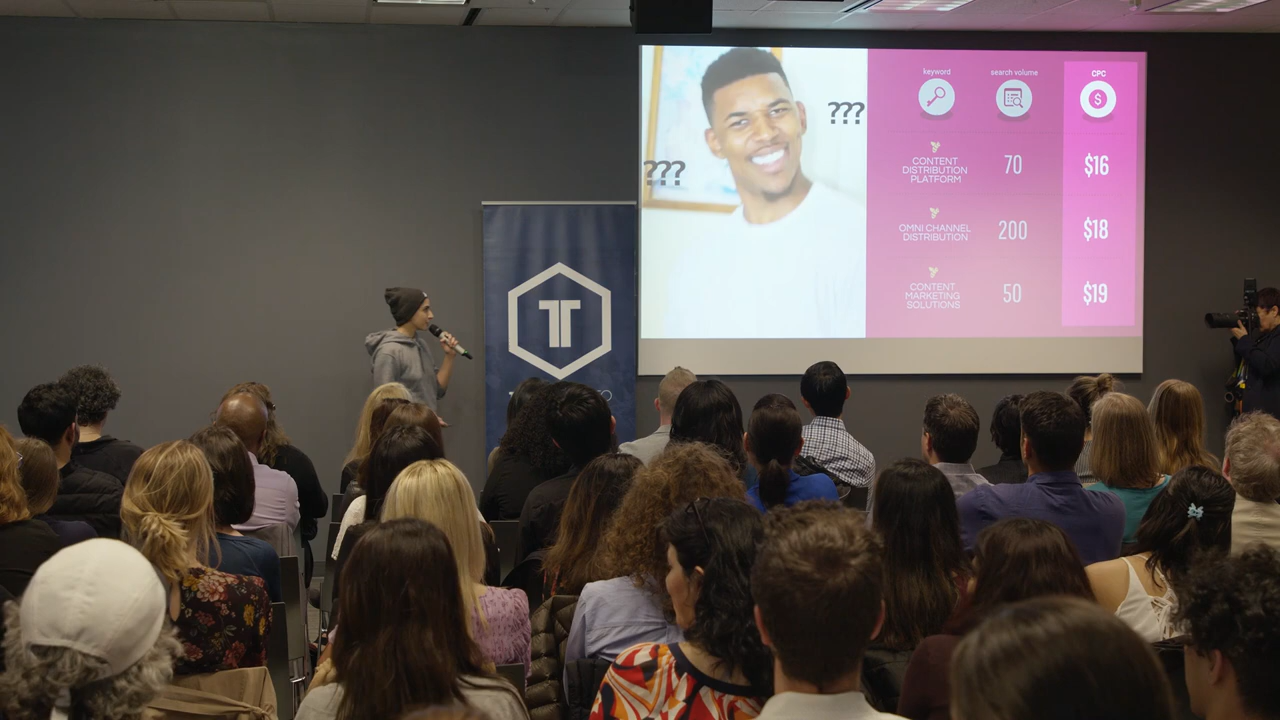 ???
???
keyword
search volume
CPC
$
CONTENT
DISTRIBUTION
PLATFORM
70
$16
OMNI CHANNEL
DISTRIBUTION
200
$18
CONTENT
MARKETING
SOLUTIONS
50
$19
T